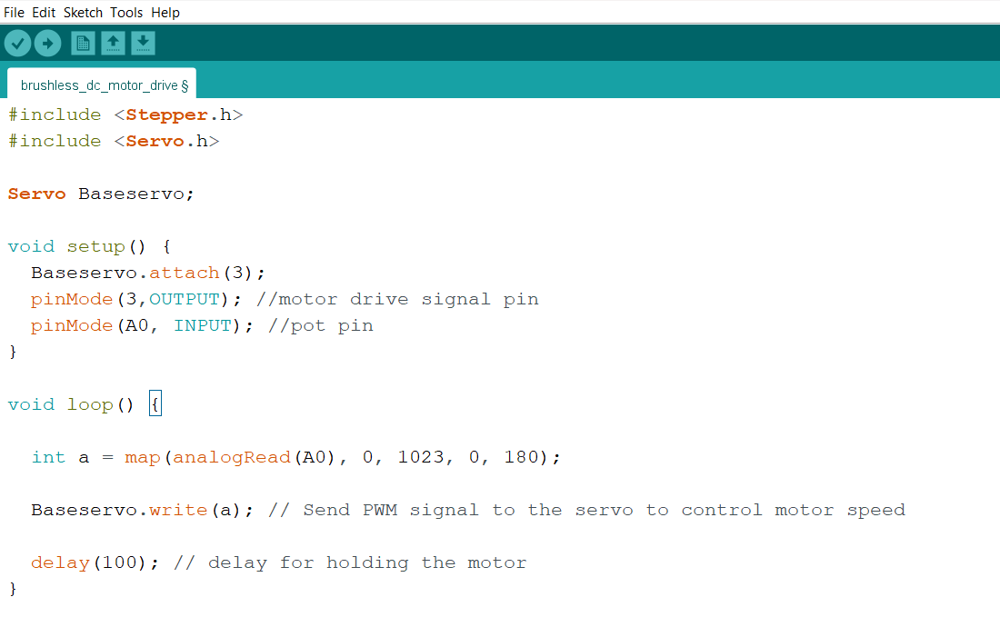 File Edit Sketch Tools Help
brushless_dc_motor_drive §
#include <Stepper.h>
#include <Servo.h>
Servo Baseservo;
void setup() {
Baseservo.attach(3);
pinMode(3,OUTPUT); //motor drive signal pin
pinMode(A0, INPUT); //pot pin
}
void loop() {
int a = map(analogRead(A0), 0, 1023, 0, 180);
Baseservo.write(a); // Send PWM signal to the servo to control motor speed
delay(100); // delay for holding the motor
}